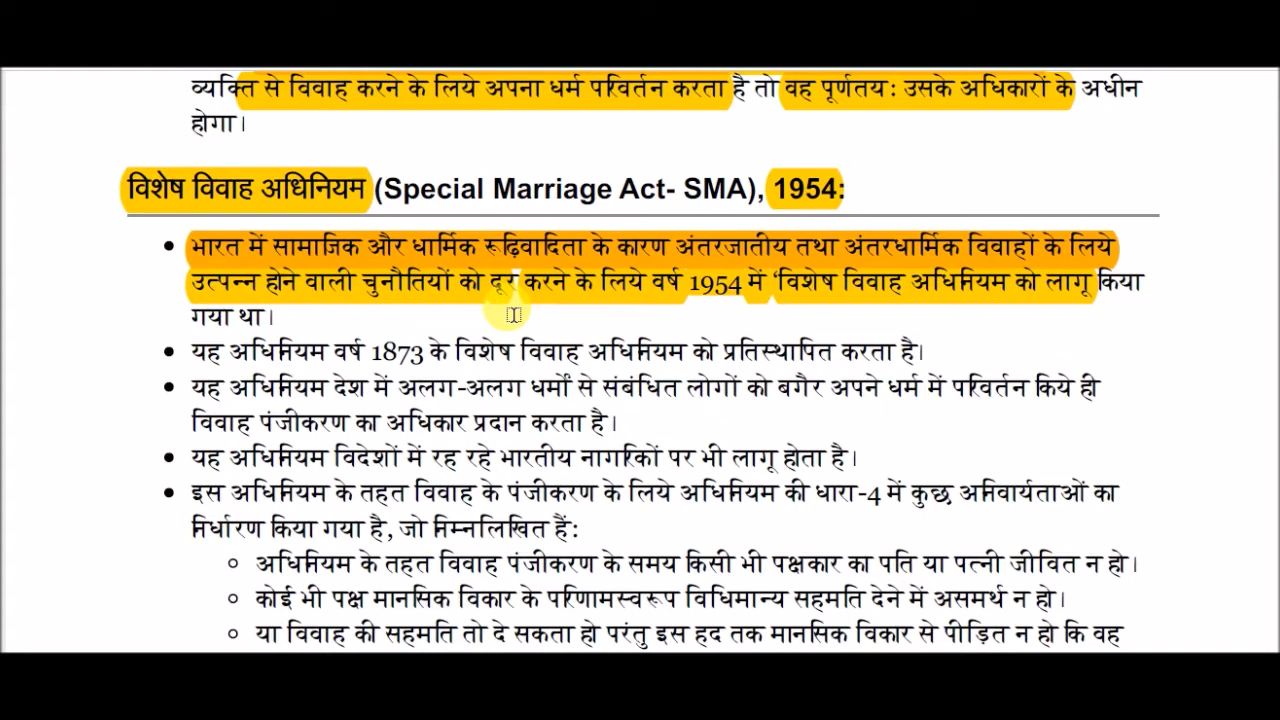 व्यक्ति से विवाह करने के लिये अपना धर्म परिवर्तन करता है तो वह पूर्णतयः उसके अधिकारों के अधीन
होगा।
विशेष विवाह अधिनियम (Special Marriage Act- SMA), 1954:
भारत में सामाजिक और धार्मिक रूढ़िवादिता के कारण अंतरजातीय तथा अंतरधार्मिक विवाहों के लिये
उत्पन्न होने वाली चुनौतियों को दूर करने के लिये वर्ष 1954 में 'विशेष विवाह अधिनियम को लागू किया
गया था।
यह अधिनियम वर्ष 1873 के विशेष विवाह अधिनियम को प्रतिस्थापित करता है।
यह अधिनियम देश में अलग-अलग धर्मों से संबंधित लोगों को बगैर अपने धर्म में परिवर्तन किये ही
विवाह पंजीकरण का अधिकार प्रदान करता है।
यह अधिनियम विदेशों में रह रहे भारतीय नागरिकों पर भी लागू होता है।
इस अधिनियम के तहत विवाह के पंजीकरण के लिये अधिनियम की धारा-4 में कुछ अनिवार्यताओं का
निर्धारण किया गया है, जो निम्नलिखित हैं:
अधिनियम के तहत विवाह पंजीकरण के समय किसी भी पक्षकार का पति या पत्नी जीवित न हो।
कोई भी पक्ष मानसिक विकार के परिणामस्वरूप विधिमान्य सहमति देने में असमर्थ न हो।
या विवाह की सहमति तो दे सकता हो परंतु इस हद तक मानसिक विकार से पीड़ित न हो कि वह